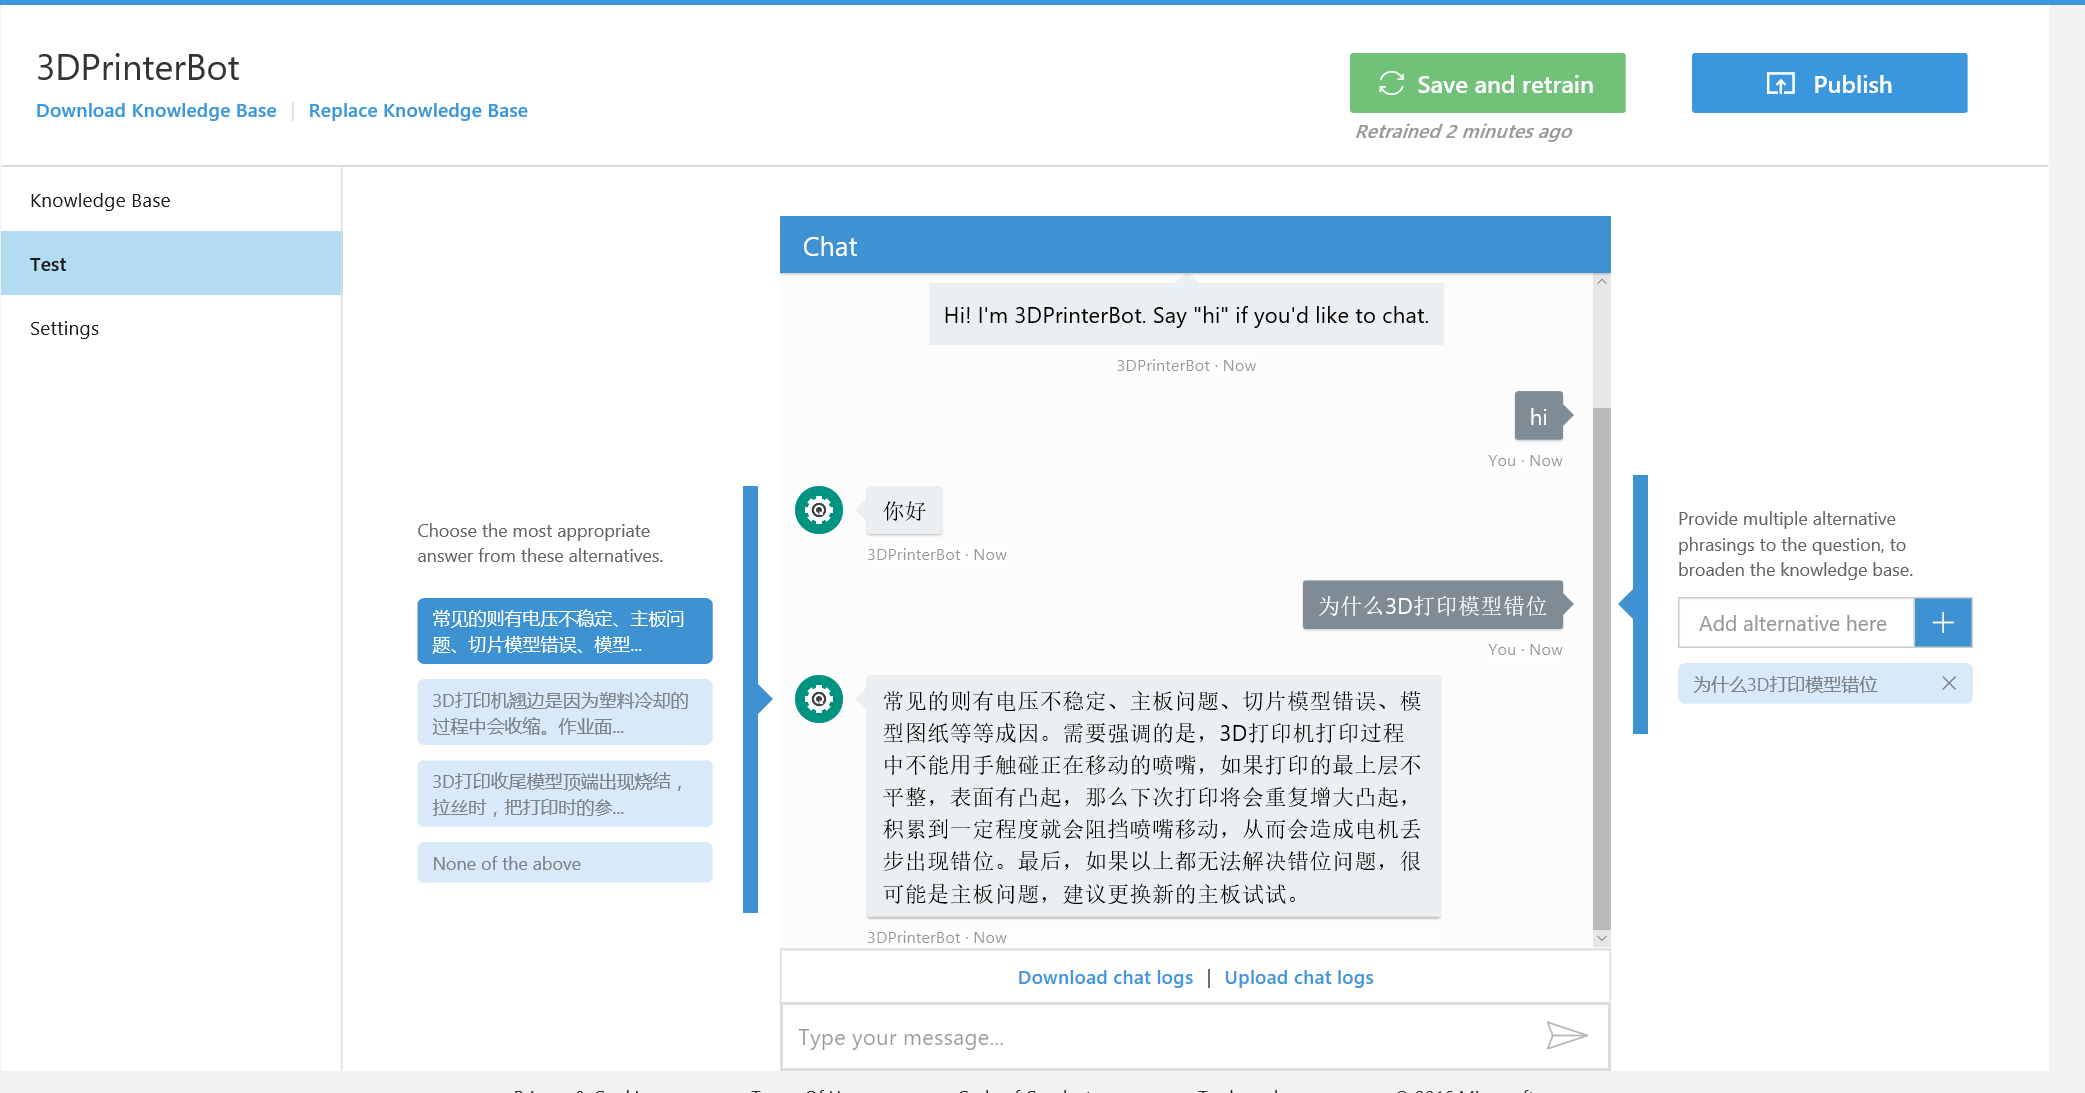 3DPrinterBot
Download Knowledge Base | Replace Knowledge Base
Save and retrain
Retrained 2 minutes ago
Publish
Knowledge Base
Test
Settings
Choose the most appropriate
answer from these alternatives.
常见的则有电压不稳定、主板问
题、切片模型错误、模型...
3D打印机翘边是因为塑料冷却的
过程中会收缩。作业面...
3D打印收尾模型顶端出现烧结，
拉丝时，把打印时的参...
None of the above
Chat
Hi! I'm 3DPrinterBot. Say "hi" if you'd like to chat.
3DPrinterBot · Now
hi
You · Now
你好
3DPrinterBot · Now
为什么3D打印模型错位
You · Now
常见的则有电压不稳定、主板问题、切片模型错误、模
型图纸等等成因。需要强调的是，3D打印机打印过程
中不能用手触碰正在移动的喷嘴，如果打印的最上层不
平整，表面有凸起，那么下次打印将会重复增大凸起，
积累到一定程度就会阻挡喷嘴移动，从而会造成电机丢
步出现错位。最后，如果以上都无法解决错位问题，很
可能是主板问题，建议更换新的主板试试。
3DPrinterBot · Now
Download chat logs | Upload chat logs
Type your message...
Provide multiple alternative
phrasings to the question, to
broaden the knowledge base.
Add alternative here
为什么3D打印模型错位